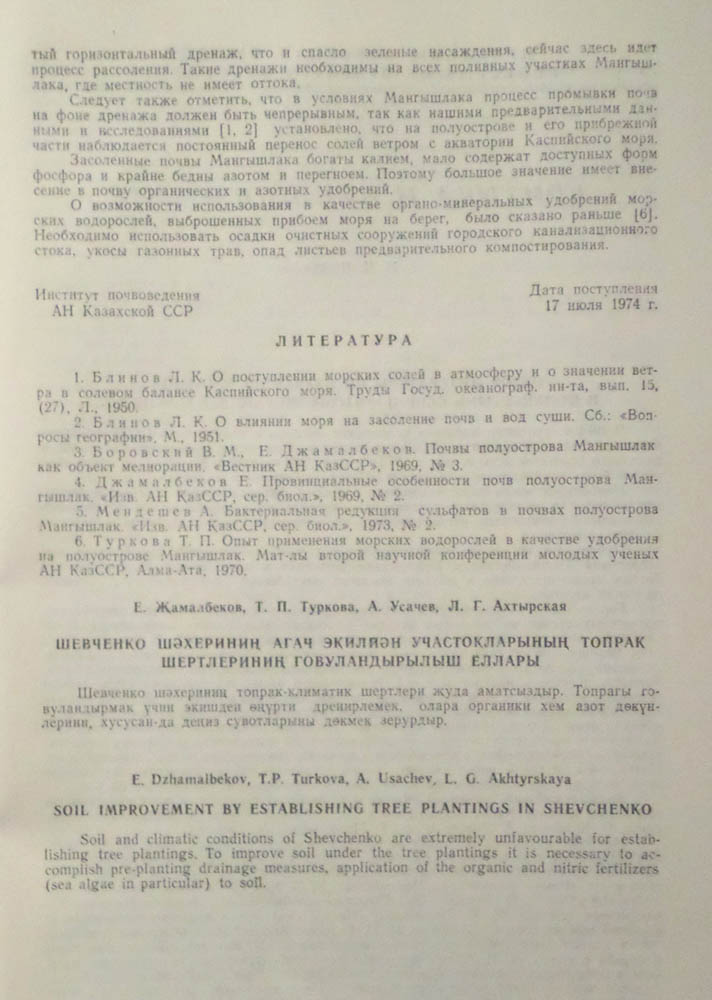 тый горизонтальный дренаж, что и спасло зеленые насаждения, сейчас здесь идет
процесс рассоления. Такие дренажи необходимы на всех поливных участках Мангыш-
лака, где местность не имеет оттока.
Следует также отметить, что в условиях Мангышлака процесс промывки почв
на фоне дренажа должен быть непрерывным, так как нашими предварительными дан-
ными и исследованиями [1, 2] установлено, что на полуострове и его прибрежной
части наблюдается постоянный перенос солей ветром с акватории Каспийского моря.
Засоленные почвы Мангышлака богаты калием, мало содержат доступных форм
фосфора и крайне бедны азотом и перегноем. Поэтому большое значение имеет вне-
сение в почву органических и азотных удобрений.
О возможности использования в качестве органо-минеральных удобрений мор-
ских водорослей, выброшенных прибоем моря на берег, было сказано раньше [6].
Необходимо использовать осадки очистных сооружений городского канализационного
стока, укосы газонных трав, опад листьев предварительного компостирования.
Институт почвоведения
АН Казахской ССР
Дата поступления
17 июля 1974 г.
ЛИТЕРАТУРА
1. Блинов Л. К. О поступлении морских солей в атмосферу и о значении вет-
ра в солевом балансе Каспийского моря. Труды Госуд. океанограф. ин-та, вып. 15,
(27), Л., 1950.
2. Блинов Л. К. О влиянии моря на засоление почв и вод суши. Сб.: «Воп-
росы географии», М., 1951.
3. Боровский В. М., Е. Джамалбеков. Почвы полуострова Мангышлак
как объект мелиорации. «Вестник АН КазССР», 1969, № 3.
4. Джамалбеков Е. Провинциальные особенности почв полуострова Ман-
гышлак. «Изв. АН ҚазССР, сер. биол.», 1969, № 2.
5. Мендешев А. Бактериальная редукция сульфатов в почвах полуострова
Мангышлак. «Изв. АН ҚазССР, сер. биол.», 1973, № 2.
6. Туркова Т. П. Опыт применения морских водорослей в качестве удобрения
на полуострове Мангышлак. Мат-лы второй научной конференции молодых ученых
АН КазССР, Алма-Ата, 1970.
Е. Җамалбеков, Т. П. Туркова, А. Усачев, Л. Г. Ахтырская
ШЕВЧЕНКО ШӘХЕРИНИҢ АГАЧ ЭКИЛЙӘН УЧАСТОКЛАРЫНЫҢ ТОПРАК
ШЕРТЛЕРИНИҢ ГОВУЛАНДЫРЫЛЫШ ЁЛЛАРЫ
Шевченко шәхериниң топрак-климатик шертлери җуда аматсыздыр. Топрагы го-
вуландырмак үчин экишден өңүрти дренирлемек, олара органики хем азот дөкүн-
лерини, хусусан-да деңиз сувотларыны дөкмек зерурдыр.
E. Dzhamalbekov, T.P. Turkova, A. Usachev, L. G. Akhtyrskaya
SOIL IMPROVEMENT BY ESTABLISHING TREE PLANTINGS IN SHEVCHENKO
Soil and climatic conditions of Shevchenko are extremely unfavourable for estab-
lishing tree plantings. To improve soil under the tree plantings it is necessary to ac-
complish pre-planting drainage measures, application of the organic and nitric fertilizers
(sea algae in particular) to soil.